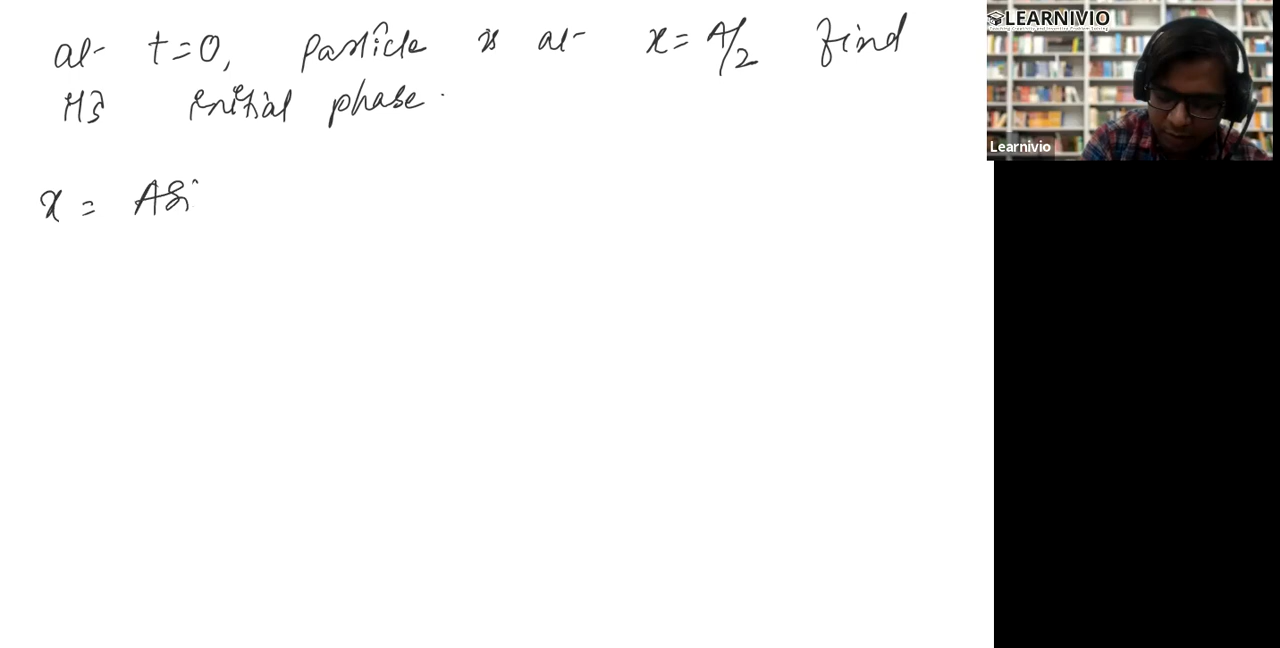 at t=0, particle is at x= A/2 find
its initial phase.
x = ASi
LEARNIVIO
Learnivio